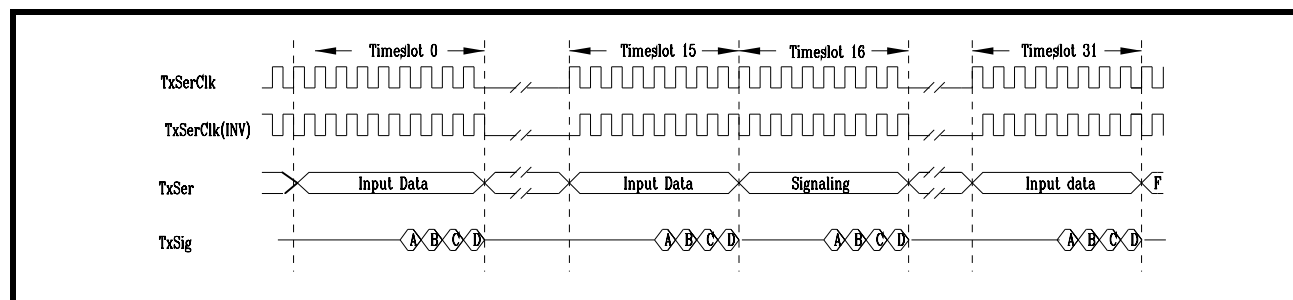 Timeslot 0 Timeslot 15 Timeslot 16 Timeslot 31
TxSerClk
TxSerClk(INV)
TxSer Input Data Input Data Signaling Input data F
TxSig A B C D A B C D A B C D A B C D